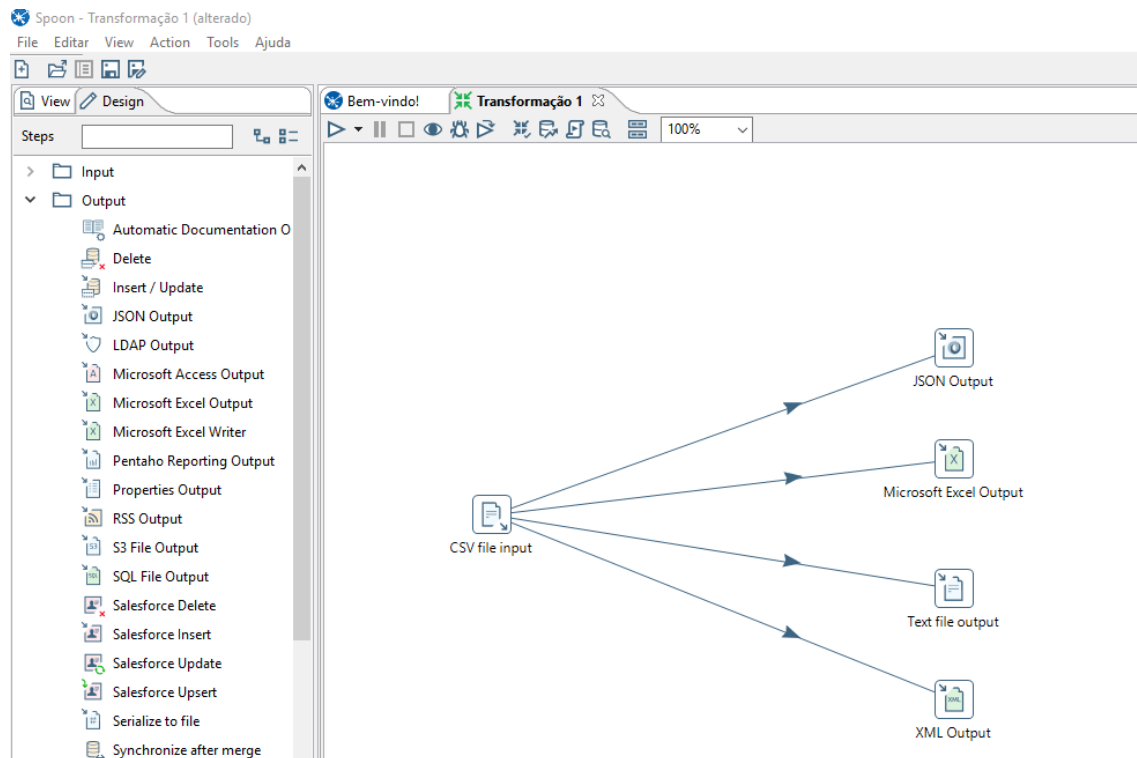 Spoon - Transformação 1 (alterado)
File Editar View Action Tools Ajuda
View Design
Bem-vindo! Transformação 1
Steps
100%
Input
Output
Automatic Documentation O
Delete
Insert / Update
JSON Output
LDAP Output
Microsoft Access Output
Microsoft Excel Output
Microsoft Excel Writer
Pentaho Reporting Output
Properties Output
RSS Output
S3 File Output
SQL File Output
Salesforce Delete
Salesforce Insert
Salesforce Update
Salesforce Upsert
Serialize to file
Synchronize after merge
CSV file input
JSON Output
Microsoft Excel Output
Text file output
XML Output